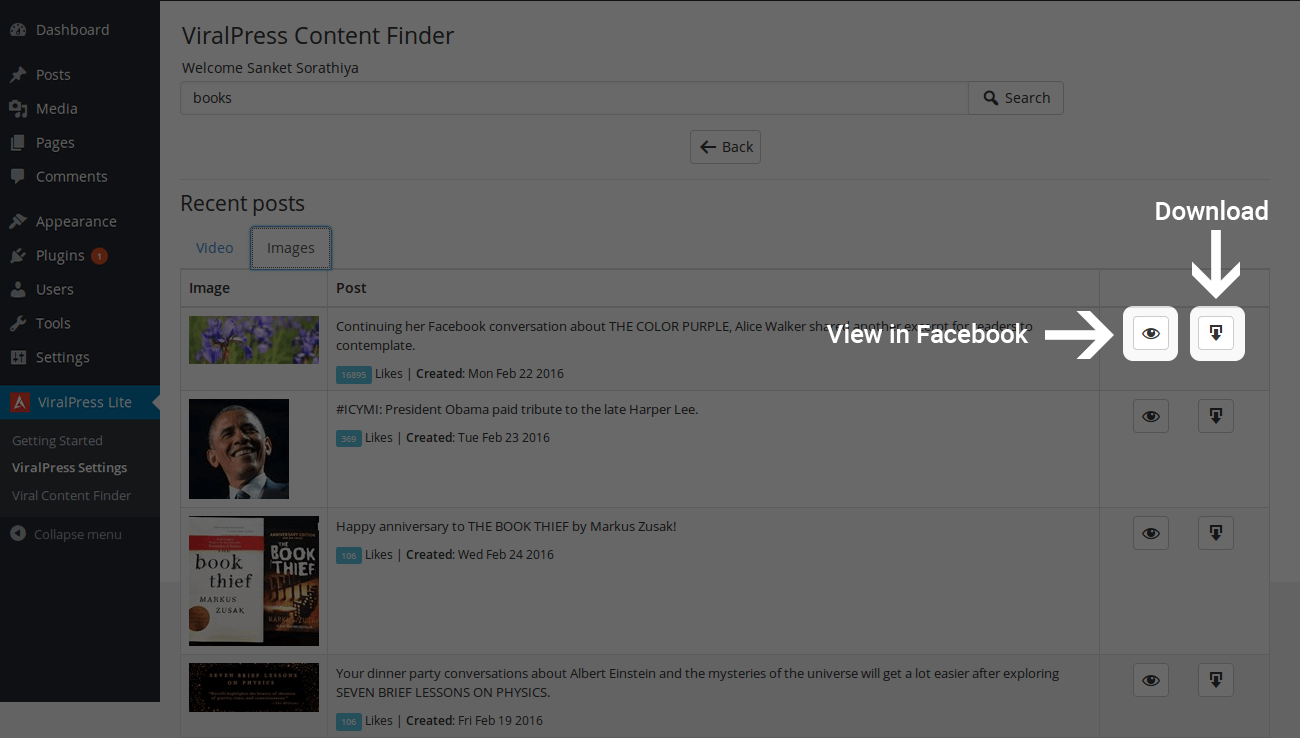 Dashboard
Posts
Media
Pages
Comments
Appearance
Plugins 1
Users
Tools
Settings
ViralPress Lite
Getting Started
ViralPress Settings
Viral Content Finder
Collapse menu
ViralPress Content Finder
Welcome Sanket Sorathiya
books
Search
Back
Recent posts
Video Images
Download
Image Post
Continuing her Facebook conversation about THE COLOR PURPLE, Alice Walker shared another excerpt for readers to
contemplate.
View in Facebook
16895 Likes | Created: Mon Feb 22 2016
#ICYMI: President Obama paid tribute to the late Harper Lee.
369 Likes | Created: Tue Feb 23 2016
book
thief
MARKUS
ZUSAK
ANNIVERSARY EDITION
THE
BOOK
THIEF
MARKUS ZUSAK
Happy anniversary to THE BOOK THIEF by Markus Zusak!
106 Likes | Created: Wed Feb 24 2016
SEVEN BRIEF LESSONS
ON PHYSICS
Your dinner party conversations about Albert Einstein and the mysteries of the universe will get a lot easier after exploring
SEVEN BRIEF LESSONS ON PHYSICS.
106 Likes | Created: Fri Feb 19 2016